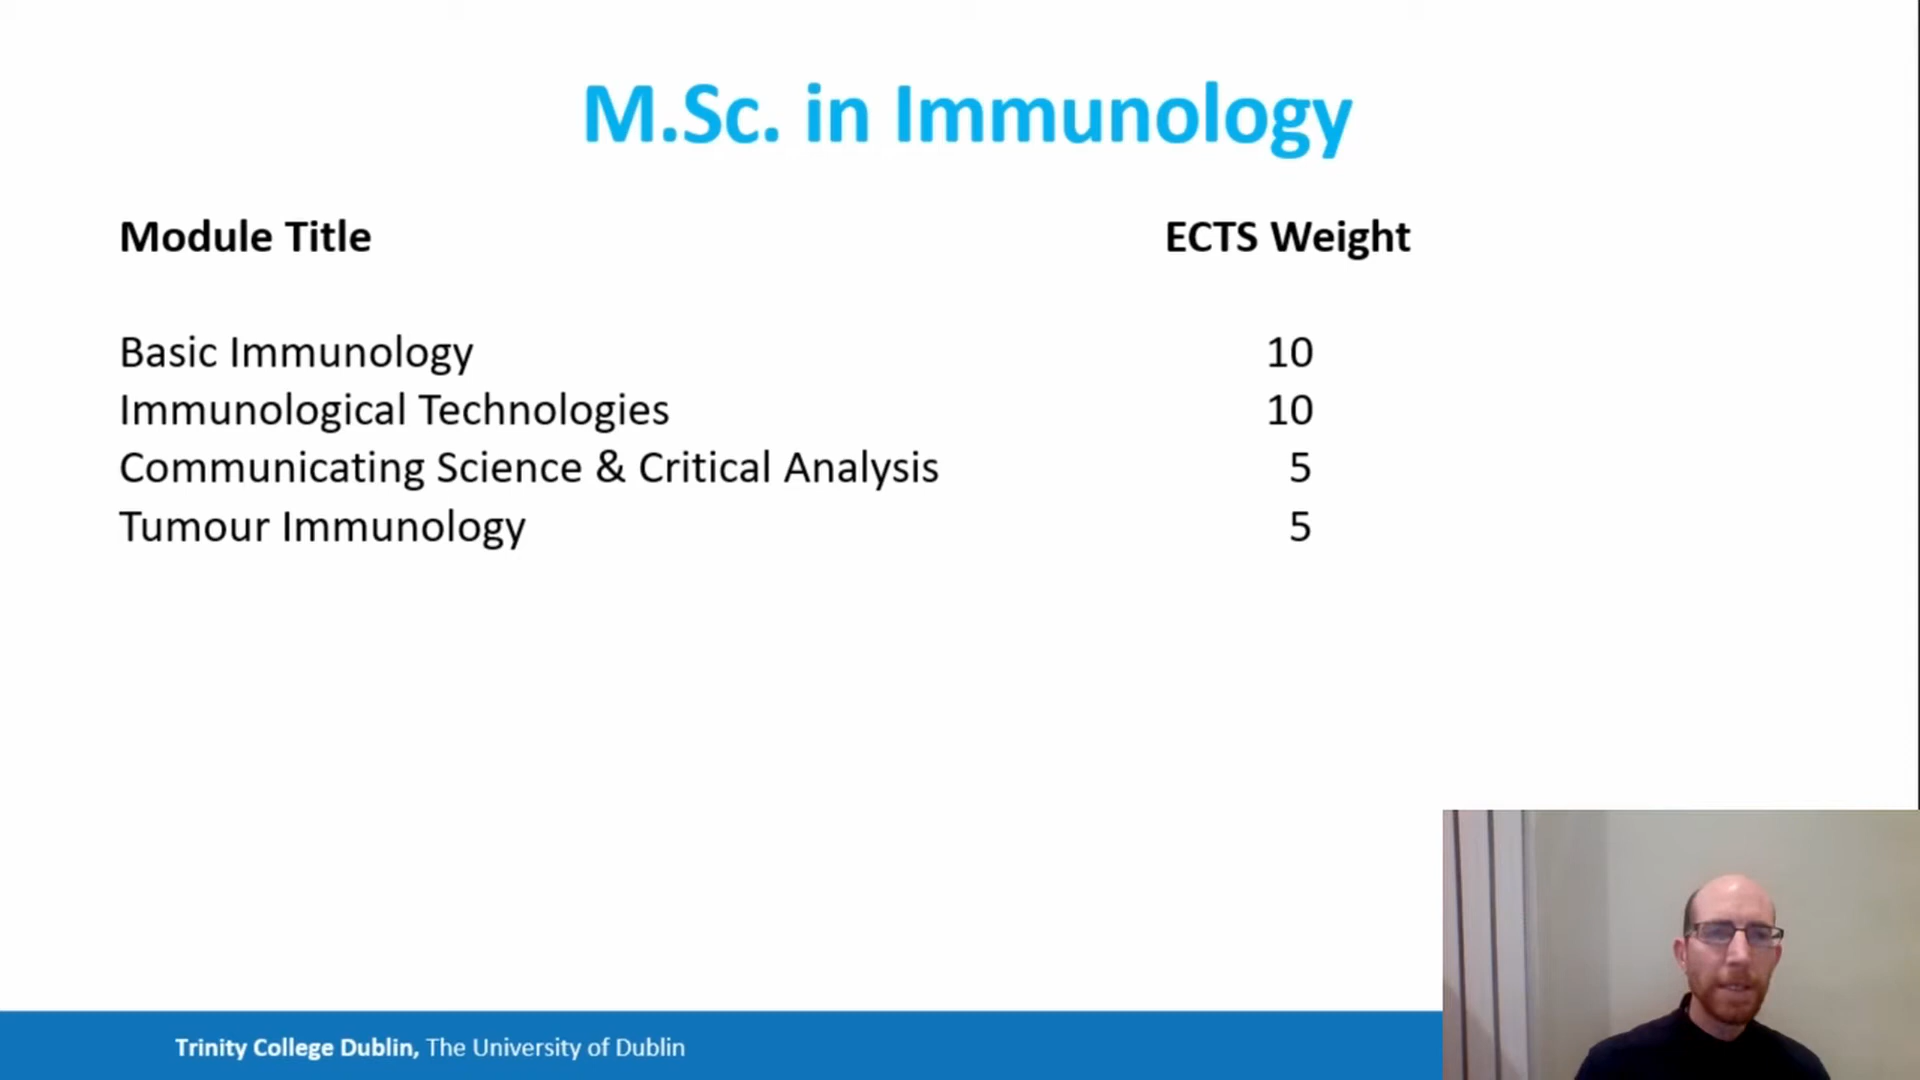 M.Sc. in Immunology
Module Title ECTS Weight
Basic Immunology 10
Immunological Technologies 10
Communicating Science & Critical Analysis 5
Tumour Immunology 5
Trinity College Dublin, The University of Dublin